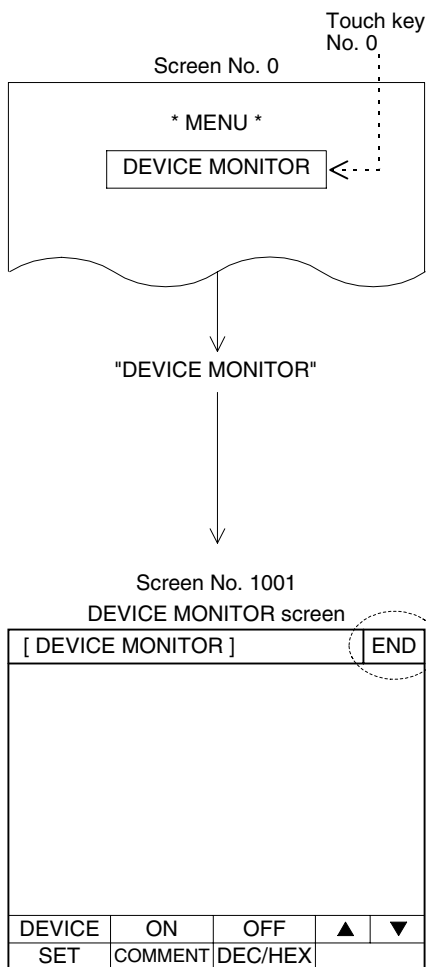 Touch key
No. 0
Screen No. 0
* MENU *
DEVICE MONITOR
"DEVICE MONITOR"
Screen No. 1001
DEVICE MONITOR screen
[ DEVICE MONITOR ] END
DEVICE ON OFF ▲ ▼
SET COMMENT DEC/HEX